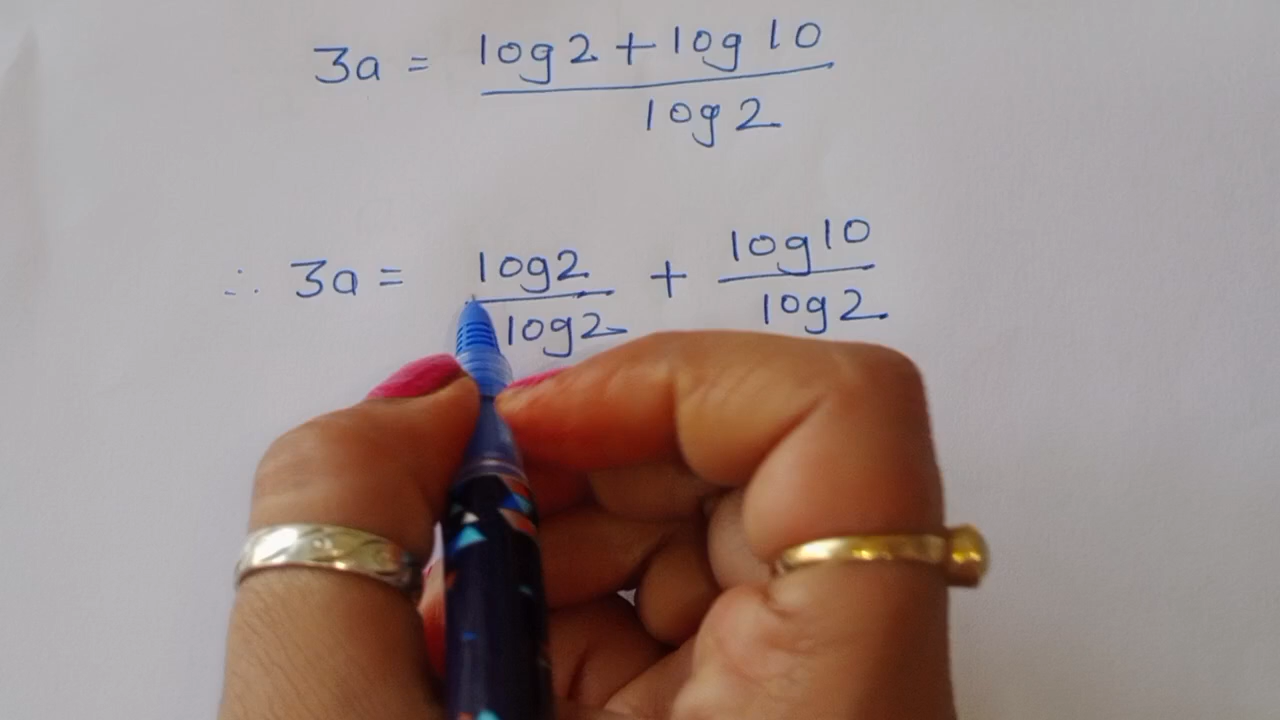 3a = log2 + log10 / log2
∴ 3a = log2 / log2 + log10 / log2